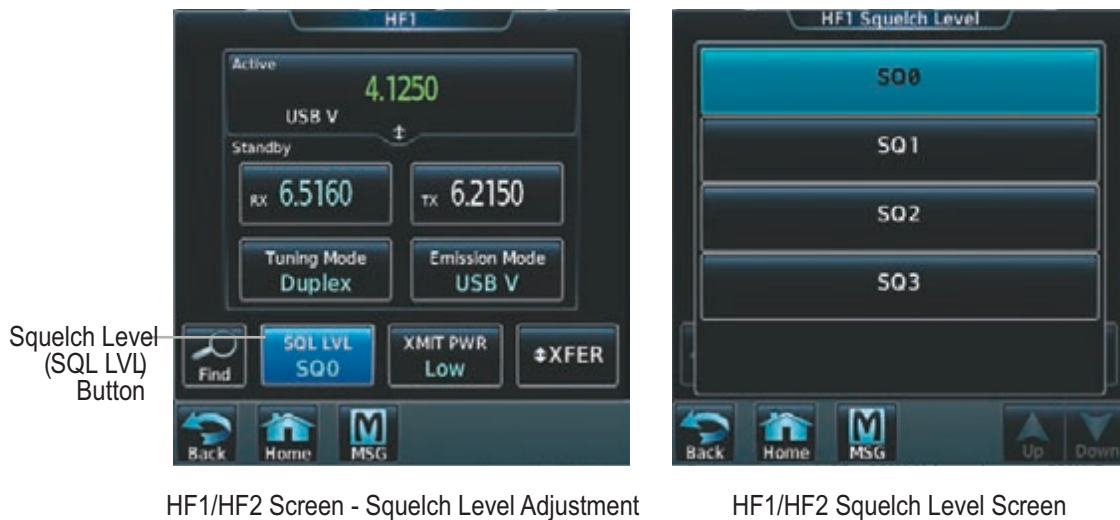 HF1
Active
4.1250
USB V
Standby
RX 6.5160
TX 6.2150
Tuning Mode
Duplex
Emission Mode
USB V
Find
SQL LVL
SQ0
XMIT PWR
Low
XFER
Back
Home
MSG
Squelch Level
(SQL LVL)
Button
HF1/HF2 Screen - Squelch Level Adjustment
HF1 Squelch Level
SQ0
SQ1
SQ2
SQ3
Back
Home
MSG
Up
Down
HF1/HF2 Squelch Level Screen